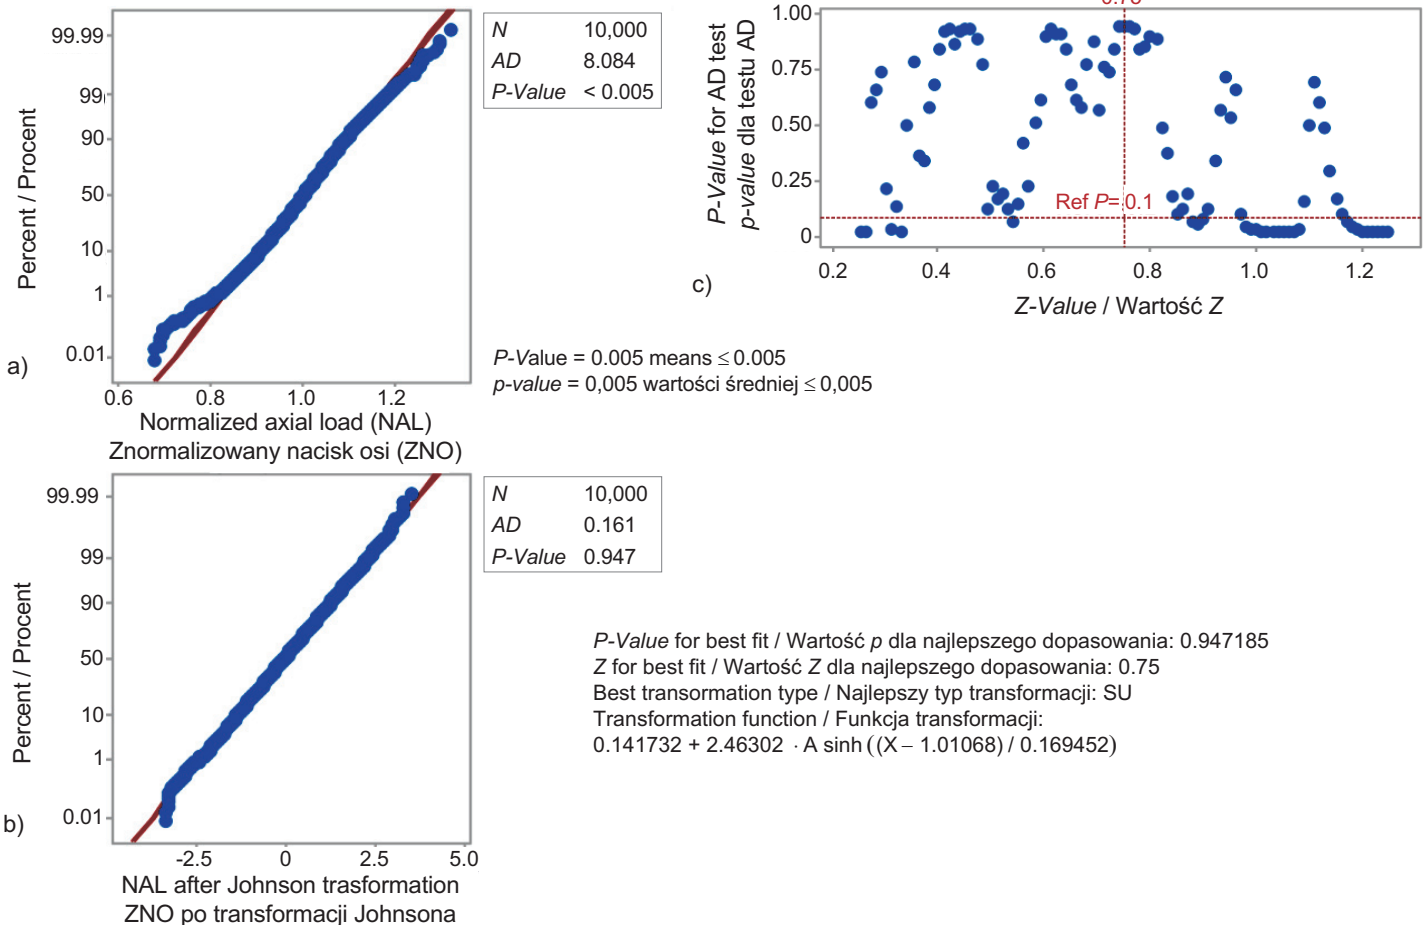 99.99
99
90
50
10
1
0.01
Percent / Procent
a)
0.6
0.8
1.0
1.2
Normalized axial load (NAL)
Znormalizowany nacisk osi (ZNO)
N 10,000
AD 8.084
P-Value < 0.005
0.75
1.00
0.75
0.50
0.25
0
P-Value for AD test
p-value dla testu AD
Ref P= 0.1
0.2
0.4
0.6
0.8
1.0
1.2
c)
Z-Value / Wartość Z
P-Value = 0.005 means ≤ 0.005
p-value = 0,005 wartości średniej ≤ 0,005
99.99
99
90
50
10
1
0.01
Percent / Procent
b)
-2.5
0
2.5
5.0
NAL after Johnson trasformation
ZNO po transformacji Johnsona
N 10,000
AD 0.161
P-Value 0.947
P-Value for best fit / Wartość p dla najlepszego dopasowania: 0.947185
Z for best fit / Wartość Z dla najlepszego dopasowania: 0.75
Best transormation type / Najlepszy typ transformacji: SU
Transformation function / Funkcja transformacji:
0.141732 + 2.46302 · A sinh ((X – 1.01068) / 0.169452)